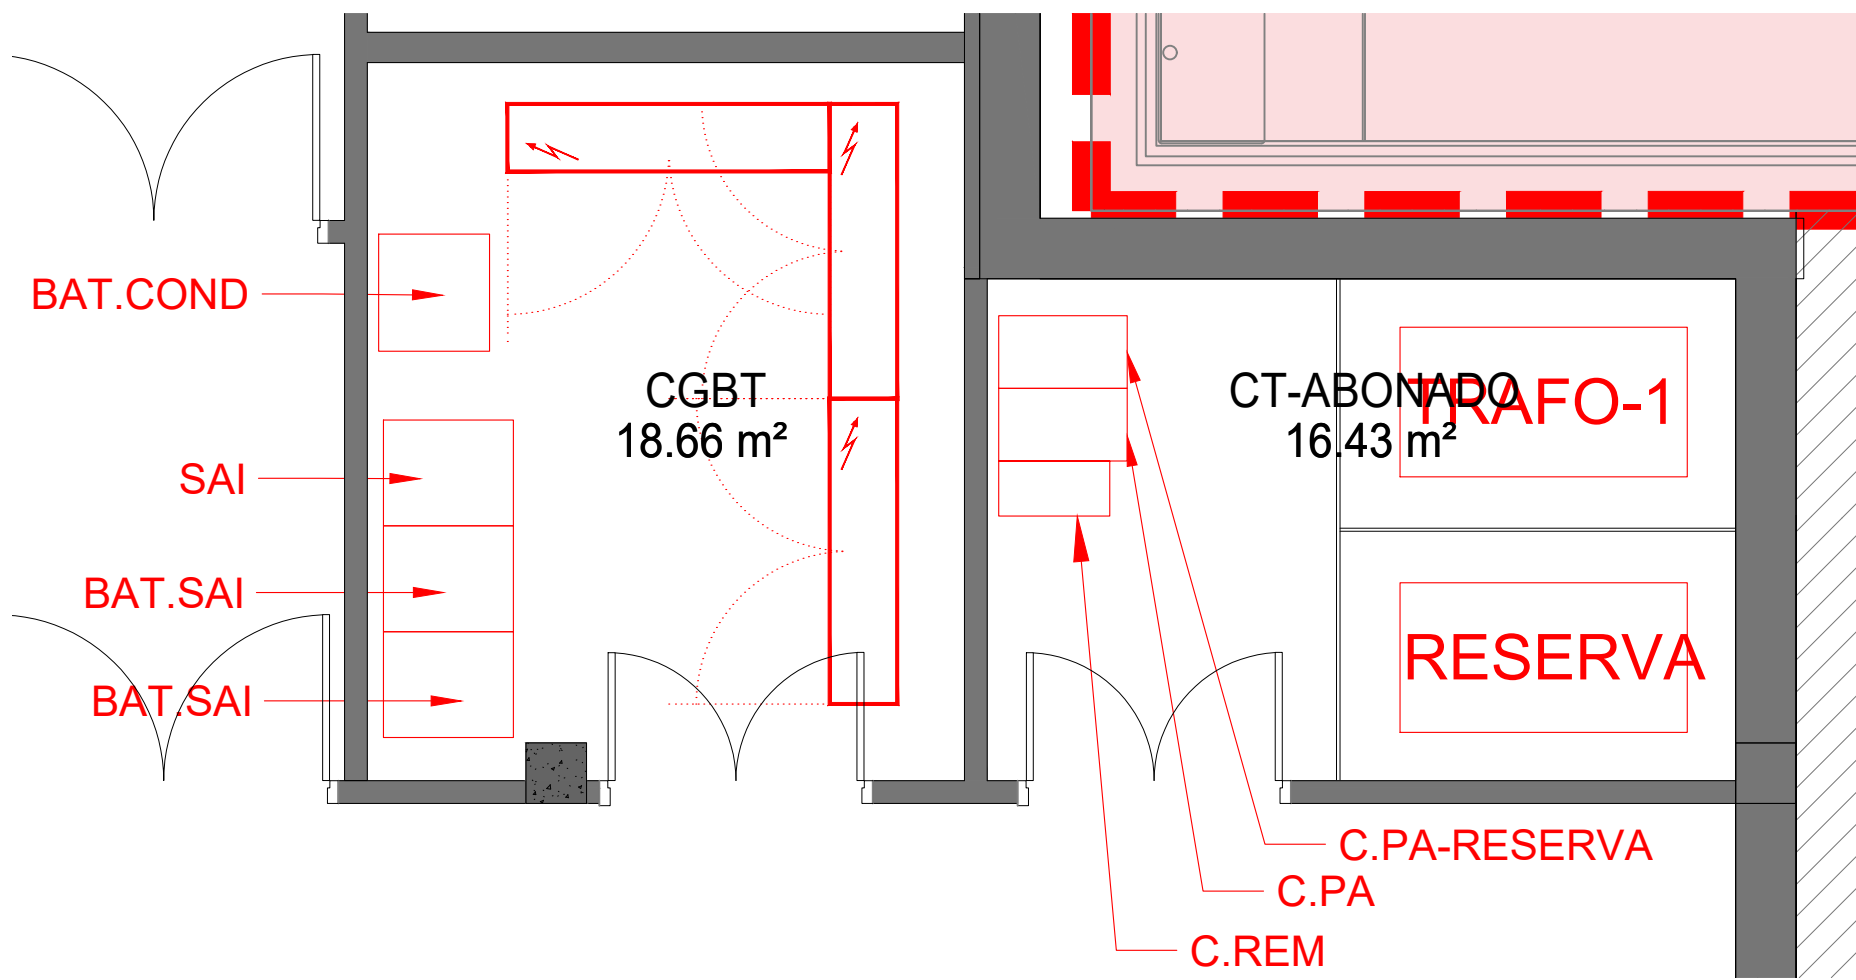 BAT.COND
SAI
BAT.SAI
BAT.SAI
CGBT
18.66 m²
CT-ABONADO
16.43 m²
TRAFO-1
RESERVA
C.PA-RESERVA
C.PA
C.REM